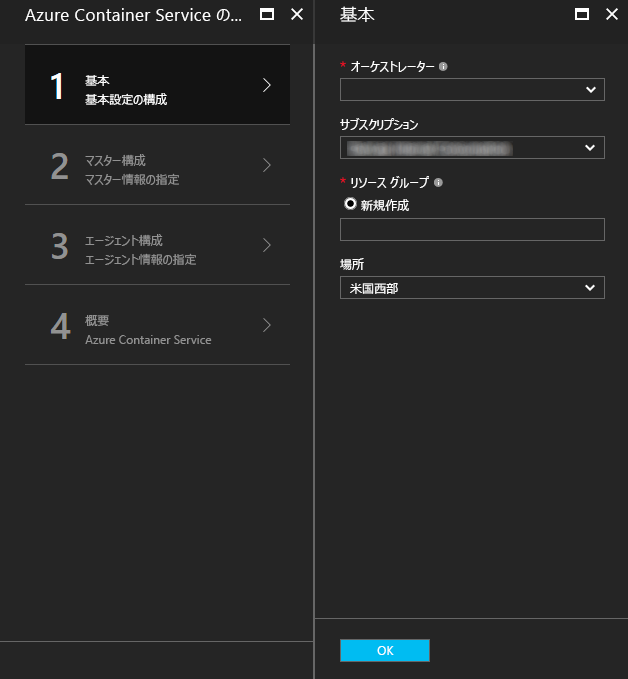 Azure Container Service の...
1
基本
基本設定の構成
2
マスター構成
マスター情報の指定
3
エージェント構成
エージェント情報の指定
4
概要
Azure Container Service
基本
* オーケストレーター
サブスクリプション
* リソース グループ
新規作成
場所
米国西部
OK